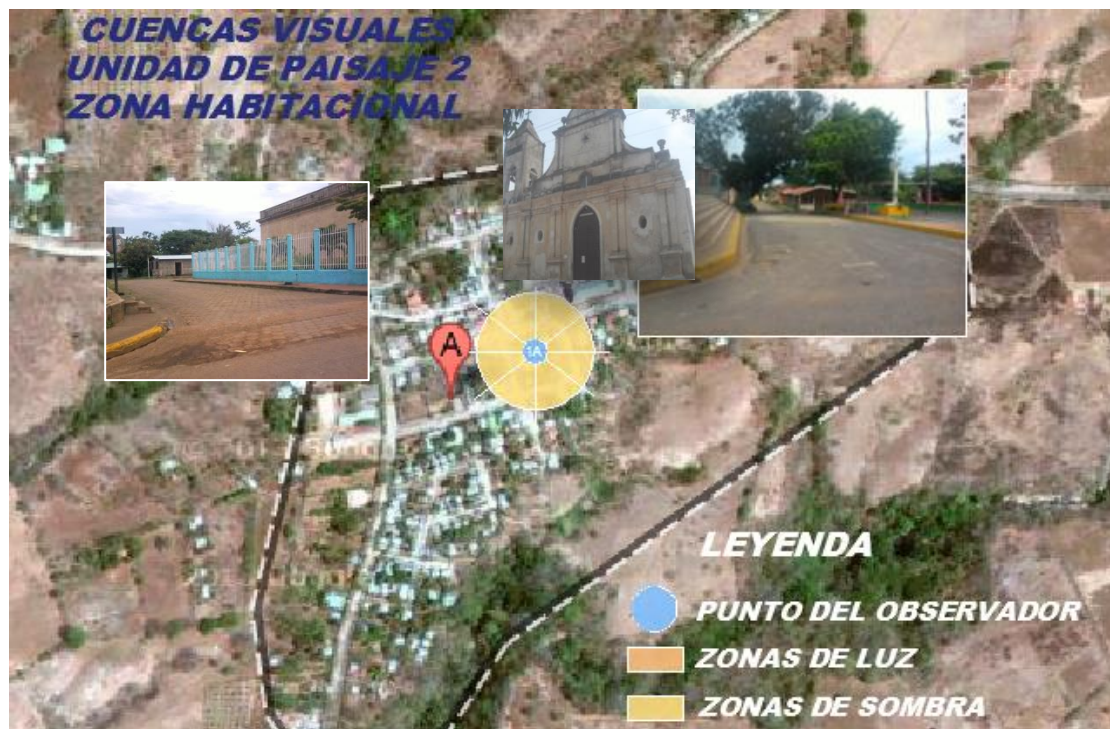 CUENCAS VISUALES
UNIDAD DE PAISAJE 2
ZONA HABITACIONAL
A
1A
LEYENDA
PUNTO DEL OBSERVADOR
ZONAS DE LUZ
ZONAS DE SOMBRA